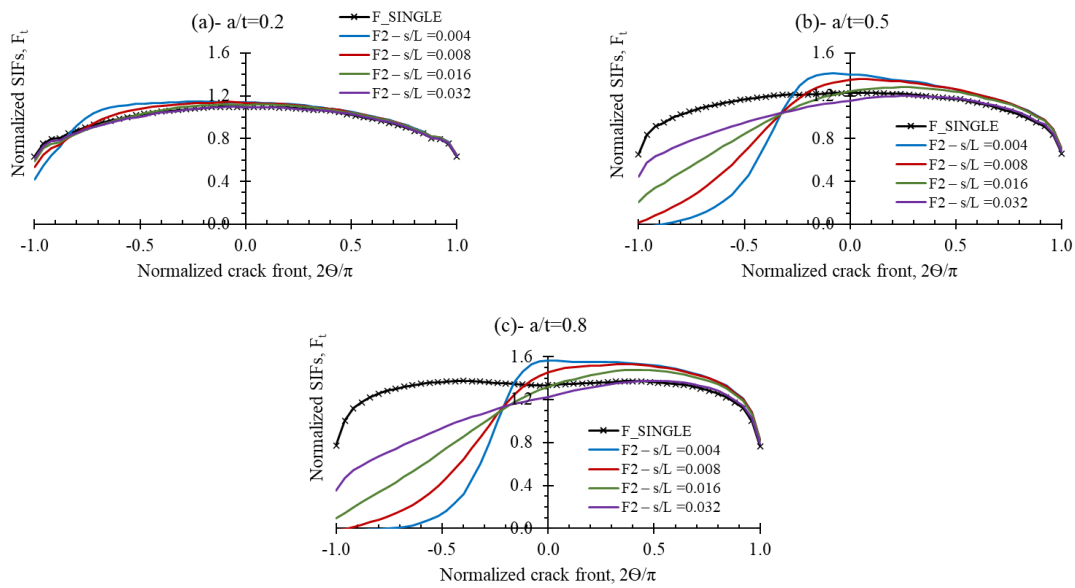 (a)- a/t=0.2
Normalized SIFs, Fₜ
F_SINGLE
F2 – s/L =0.004
F2 – s/L =0.008
F2 – s/L =0.016
F2 – s/L =0.032
1.6
1.2
0.8
0.4
0.0
-1.0 -0.5 0.0 0.5 1.0
Normalized crack front, 2Θ/π
(b)- a/t=0.5
Normalized SIFs, Fₜ
1.6
1.2
0.8
0.4
0.0
F_SINGLE
F2 – s/L =0.004
F2 – s/L =0.008
F2 – s/L =0.016
F2 – s/L =0.032
-1.0 -0.5 0.0 0.5 1.0
Normalized crack front, 2Θ/π
(c)- a/t=0.8
Normalized SIFs, Fₜ
1.6
1.2
0.8
0.4
0.0
F_SINGLE
F2 – s/L =0.004
F2 – s/L =0.008
F2 – s/L =0.016
F2 – s/L =0.032
-1.0 -0.5 0.0 0.5 1.0
Normalized crack front, 2Θ/π